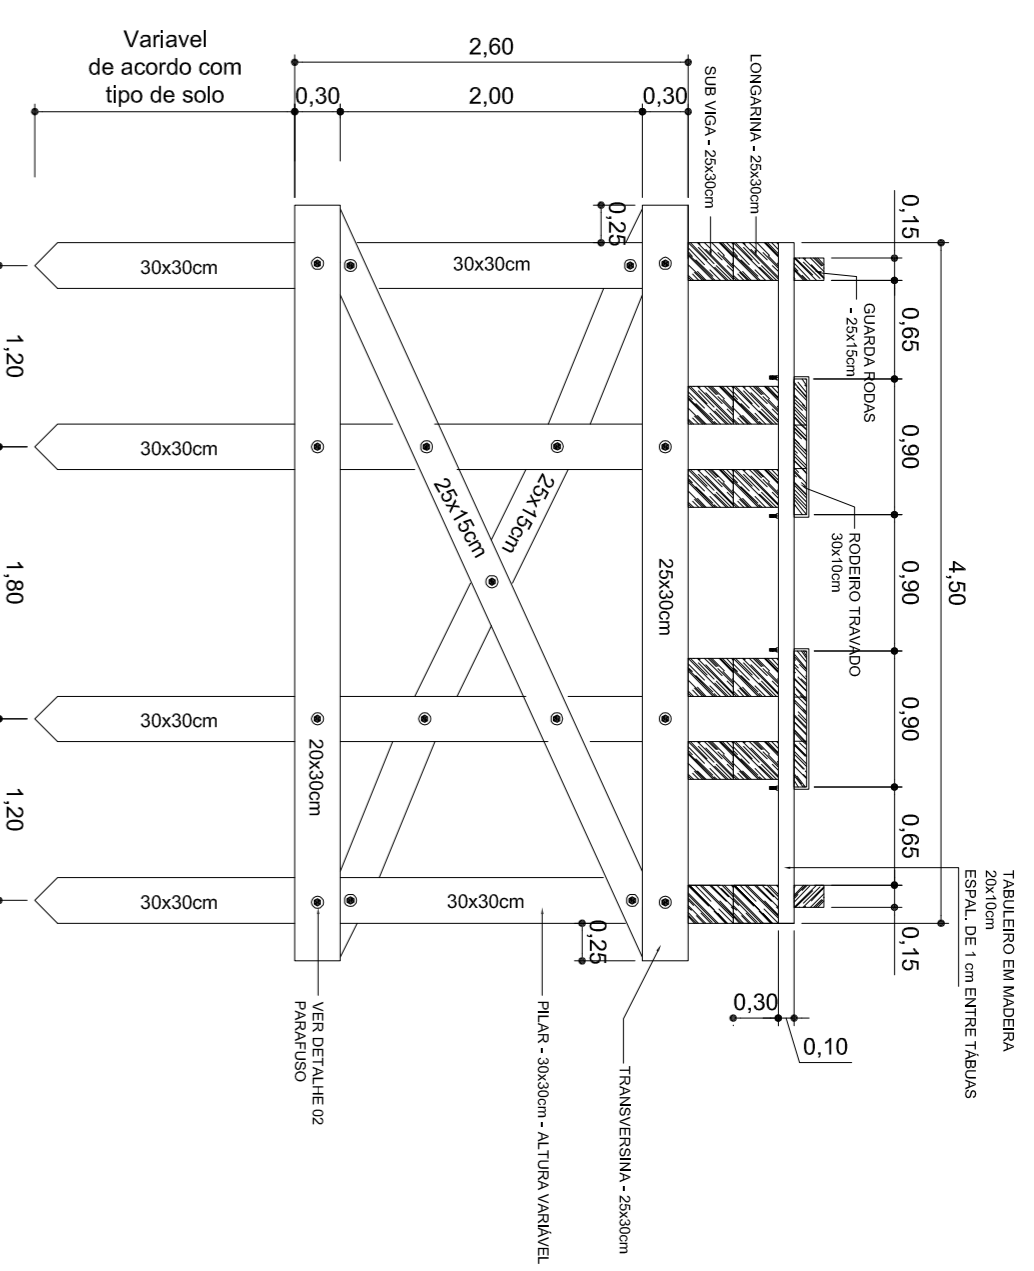 Variavel
de acordo com
tipo de solo
2,60
0,30
2,00
0,30
LONGARINA - 25x30cm
SUB VIGA - 25x30cm
0,15
0,65
0,90
0,90
0,90
0,65
0,15
4,50
GUARDA RODAS
- 25x15cm
RODEIRO TRAVADO
30x10cm
TABULEIRO EM MADEIRA
20x10cm
ESPAL. DE 1 cm ENTRE TÁBUAS
0,30
0,10
0,25
0,25
30x30cm
30x30cm
30x30cm
30x30cm
30x30cm
30x30cm
25x15cm
25x15cm
25x30cm
20x30cm
TRANSVERSINA - 25x30cm
PILAR - 30x30cm - ALTURA VARIÁVEL
VER DETALHE 02
PARAFUSO
1,20
1,80
1,20